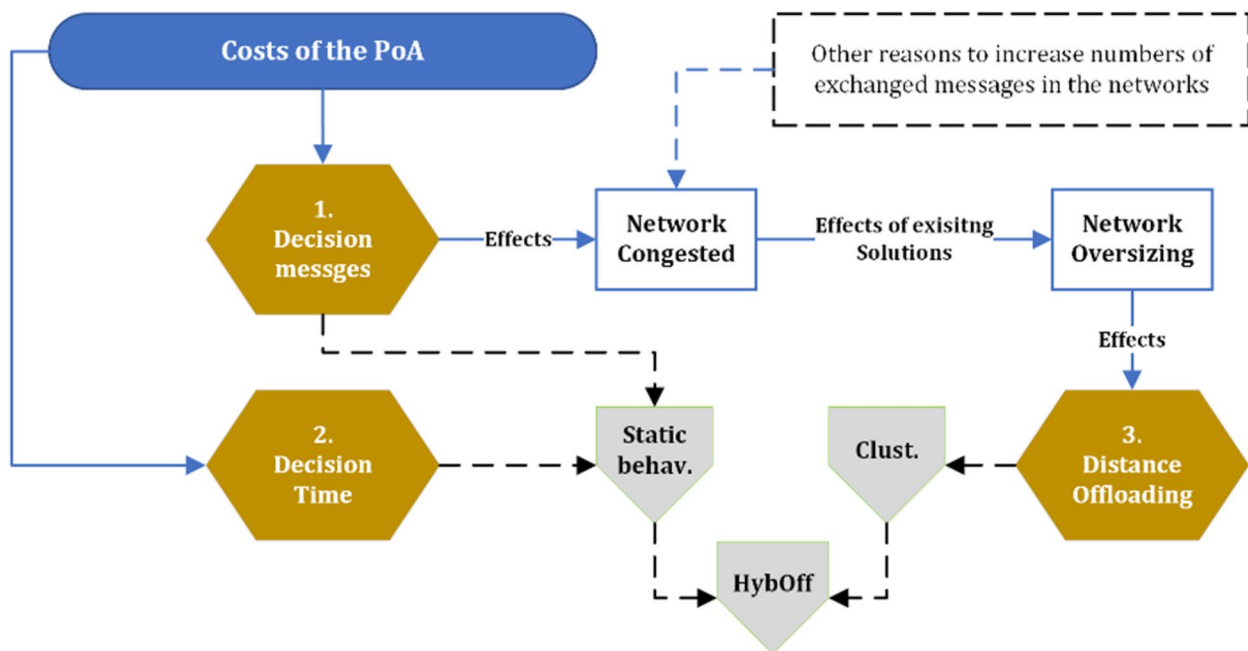 Costs of the PoA
Other reasons to increase numbers of
exchanged messages in the networks
1.
Decision
messges
Effects
Network
Congested
Effects of exisitng
Solutions
Network
Oversizing
Effects
2.
Decision
Time
Static
behav.
Clust.
3.
Distance
Offloading
HybOff